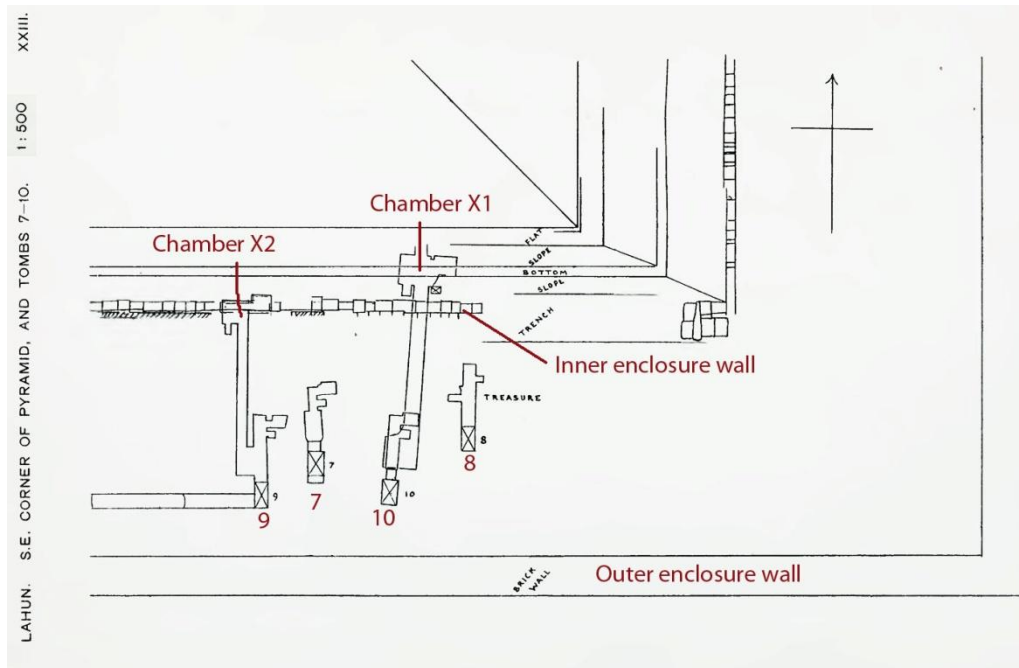 LAHUN. S.E. CORNER OF PYRAMID, AND TOMBS 7–10. 1:500 XXIII.
Chamber X1
Chamber X2
FLAT
SLOPE
BOTTOM
SLOPE
TRENCH
Inner enclosure wall
TREASURE
8
8
7
7
9
9
10
10
Outer enclosure wall
BRICK
WALL